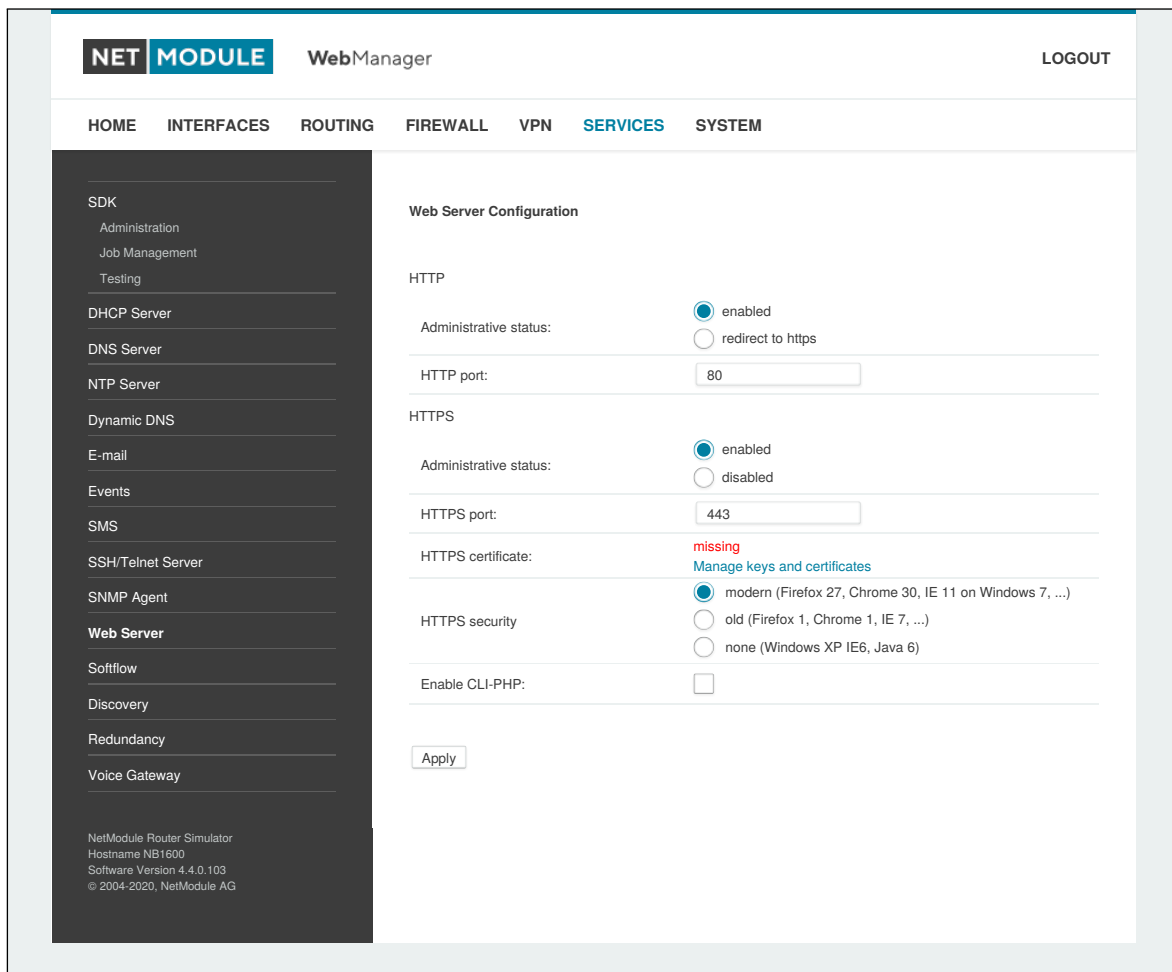 NET MODULE WebManager LOGOUT
HOME INTERFACES ROUTING FIREWALL VPN SERVICES SYSTEM
SDK
Administration
Job Management
Testing
DHCP Server
DNS Server
NTP Server
Dynamic DNS
E-mail
Events
SMS
SSH/Telnet Server
SNMP Agent
Web Server
Softflow
Discovery
Redundancy
Voice Gateway
NetModule Router Simulator
Hostname NB1600
Software Version 4.4.0.103
© 2004-2020, NetModule AG
Web Server Configuration
HTTP
Administrative status:
enabled
redirect to https
HTTP port: 80
HTTPS
Administrative status:
enabled
disabled
HTTPS port: 443
HTTPS certificate:
missing
Manage keys and certificates
HTTPS security
modern (Firefox 27, Chrome 30, IE 11 on Windows 7, ...)
old (Firefox 1, Chrome 1, IE 7, ...)
none (Windows XP IE6, Java 6)
Enable CLI-PHP:
Apply